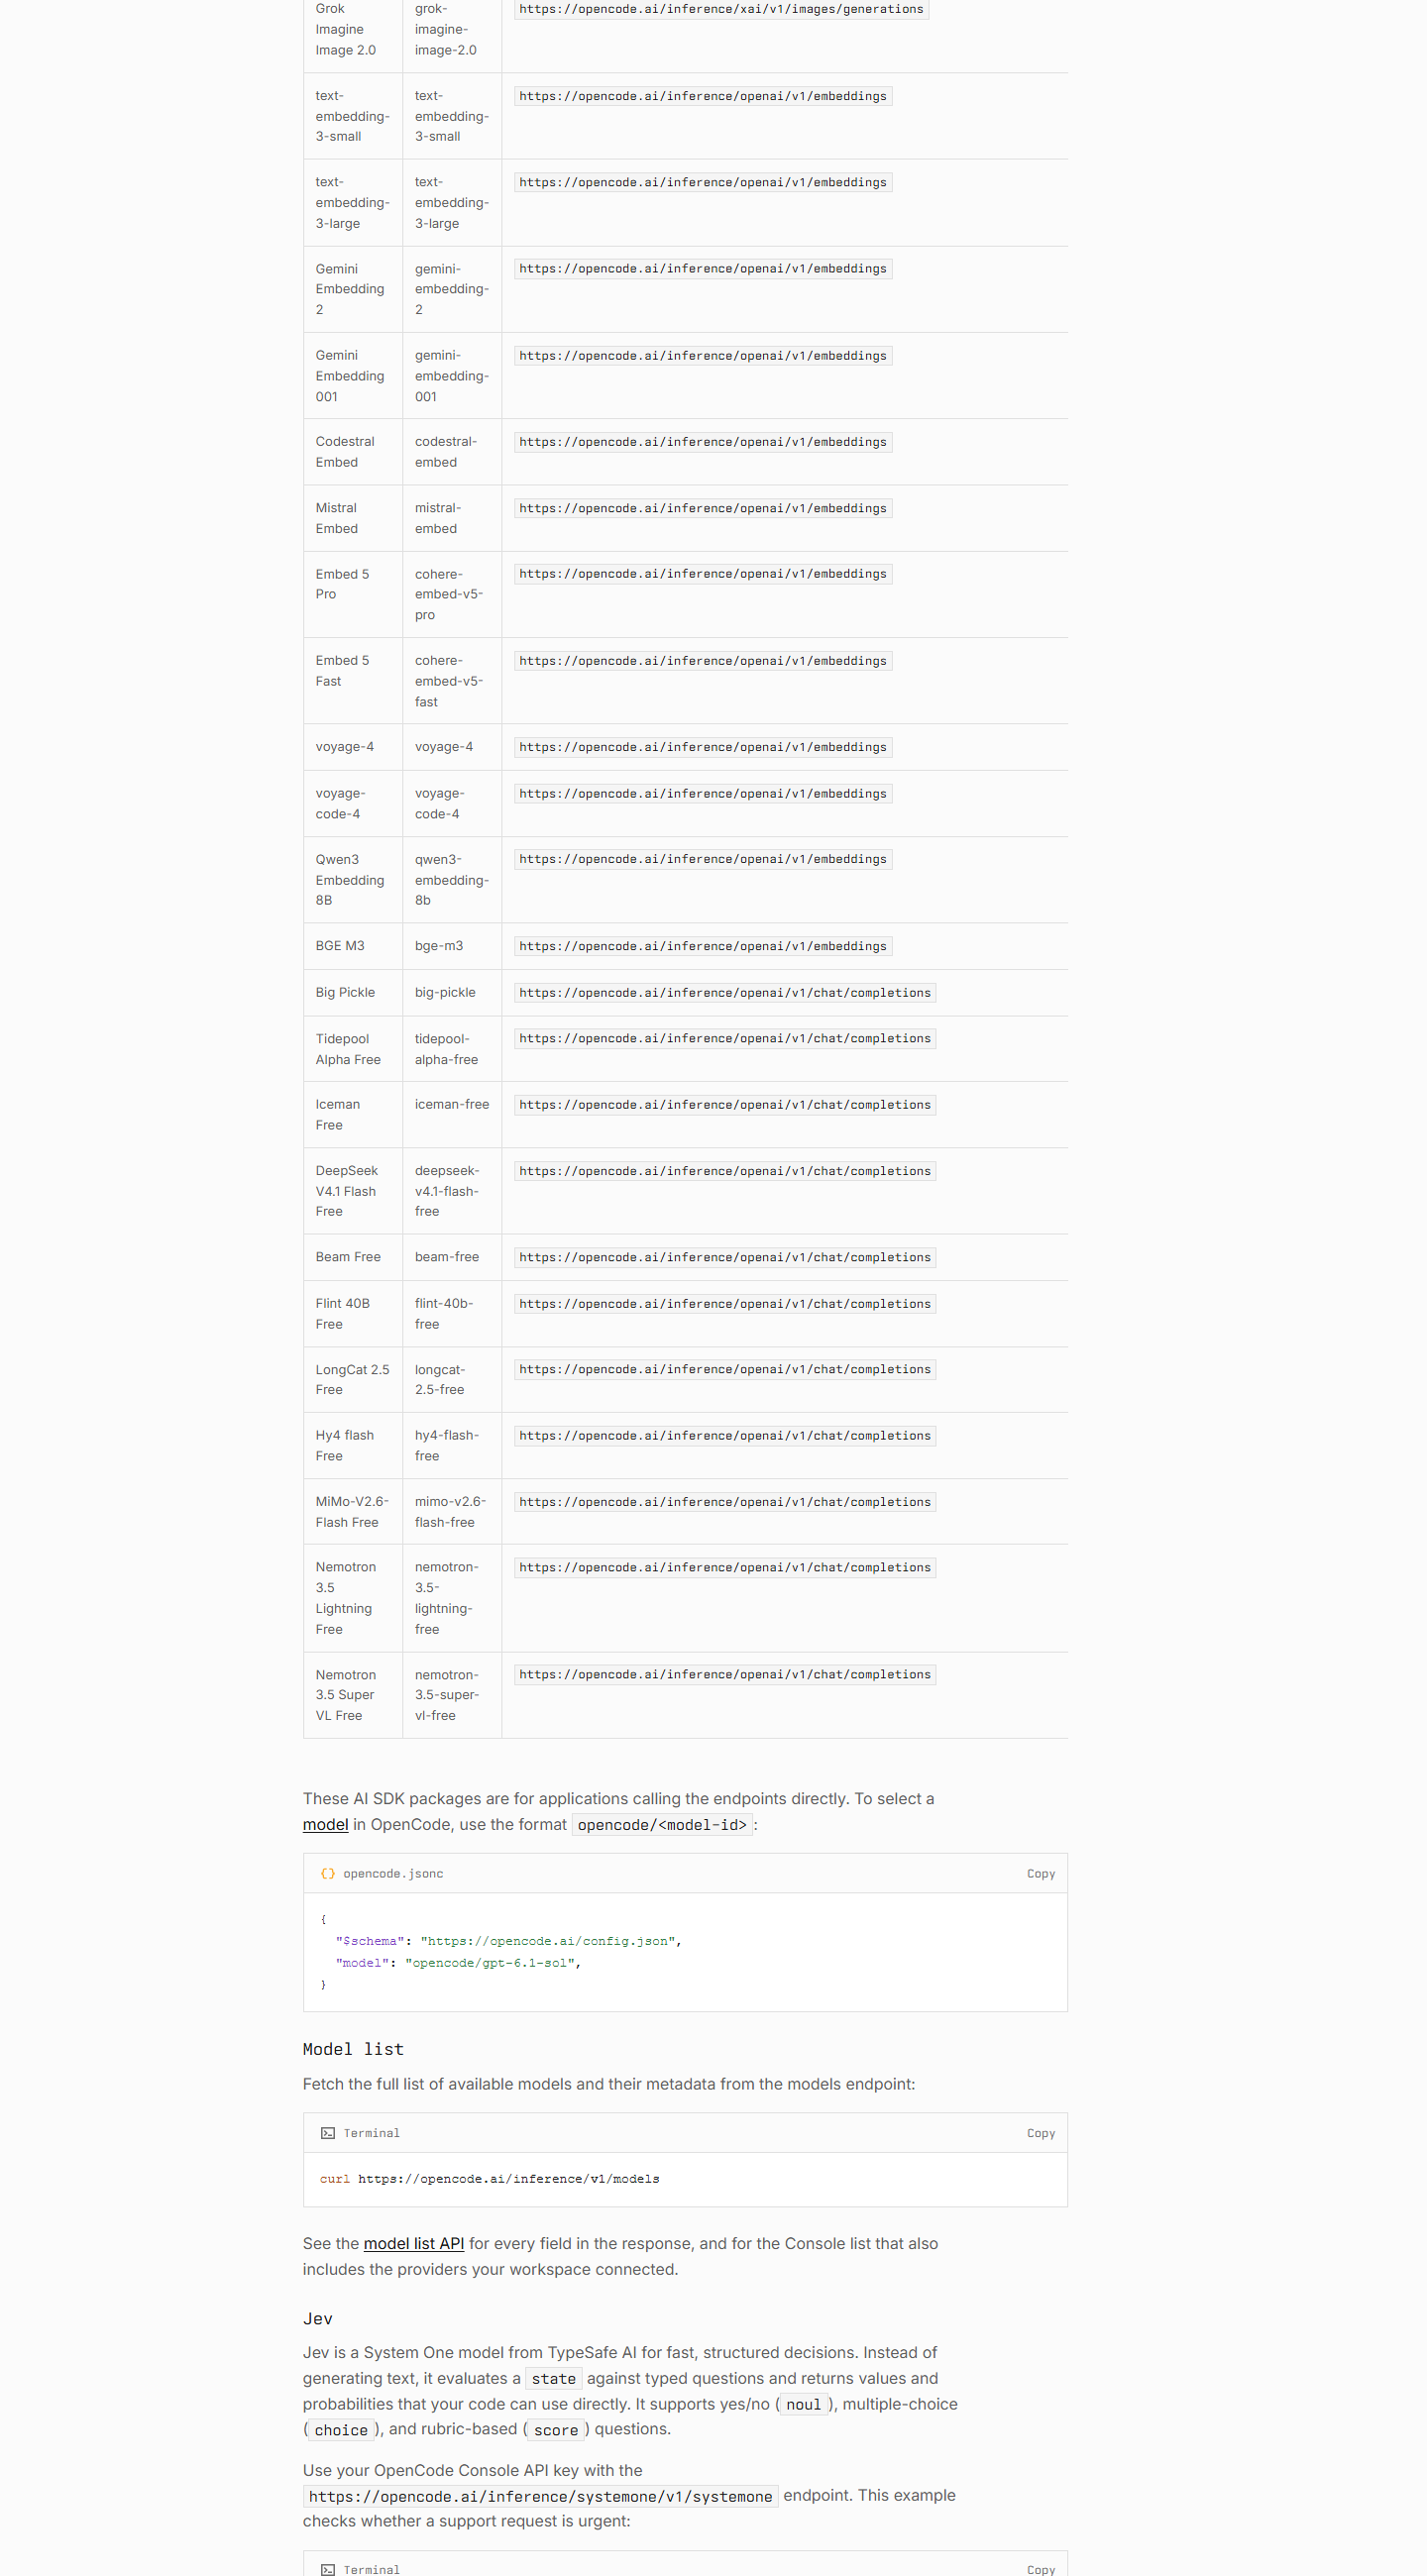 Grok grok- https://opencode.ai/inference/xai/v1/images/generations
Imagine imagine-
Image 2.0 image-2.0
text- text- https://opencode.ai/inference/openai/v1/embeddings
embedding- embedding-
3-small 3-small
text- text- https://opencode.ai/inference/openai/v1/embeddings
embedding- embedding-
3-large 3-large
Gemini gemini- https://opencode.ai/inference/openai/v1/embeddings
Embedding embedding-
2 2
Gemini gemini- https://opencode.ai/inference/openai/v1/embeddings
Embedding embedding-
001 001
Codestral codestral- https://opencode.ai/inference/openai/v1/embeddings
Embed embed
Mistral mistral- https://opencode.ai/inference/openai/v1/embeddings
Embed embed
Embed 5 cohere- https://opencode.ai/inference/openai/v1/embeddings
Pro embed-v5-
pro
Embed 5 cohere- https://opencode.ai/inference/openai/v1/embeddings
Fast embed-v5-
fast
voyage-4 voyage-4 https://opencode.ai/inference/openai/v1/embeddings
voyage- voyage- https://opencode.ai/inference/openai/v1/embeddings
code-4 code-4
Qwen3 qwen3- https://opencode.ai/inference/openai/v1/embeddings
Embedding embedding-
8B 8b
BGE M3 bge-m3 https://opencode.ai/inference/openai/v1/embeddings
Big Pickle big-pickle https://opencode.ai/inference/openai/v1/chat/completions
Tidepool tidepool- https://opencode.ai/inference/openai/v1/chat/completions
Alpha Free alpha-free
Iceman iceman-free https://opencode.ai/inference/openai/v1/chat/completions
Free
DeepSeek deepseek- https://opencode.ai/inference/openai/v1/chat/completions
V4.1 Flash v4.1-flash-
Free free
Beam Free beam-free https://opencode.ai/inference/openai/v1/chat/completions
Flint 40B flint-40b- https://opencode.ai/inference/openai/v1/chat/completions
Free free
LongCat 2.5 longcat- https://opencode.ai/inference/openai/v1/chat/completions
Free 2.5-free
Hy4 flash hy4-flash- https://opencode.ai/inference/openai/v1/chat/completions
Free free
MiMo-V2.6- mimo-v2.6- https://opencode.ai/inference/openai/v1/chat/completions
Flash Free flash-free
Nemotron nemotron- https://opencode.ai/inference/openai/v1/chat/completions
3.5 3.5-
Lightning lightning-
Free free
Nemotron nemotron- https://opencode.ai/inference/openai/v1/chat/completions
3.5 Super 3.5-super-
VL Free vl-free
These AI SDK packages are for applications calling the endpoints directly. To select a
model in OpenCode, use the format opencode/<model-id>:
{} opencode.jsonc Copy
{
"$schema": "https://opencode.ai/config.json",
"model": "opencode/gpt-6.1-sol",
}
Model list
Fetch the full list of available models and their metadata from the models endpoint:
Terminal Copy
curl https://opencode.ai/inference/v1/models
See the model list API for every field in the response, and for the Console list that also
includes the providers your workspace connected.
Jev
Jev is a System One model from TypeSafe AI for fast, structured decisions. Instead of
generating text, it evaluates a state against typed questions and returns values and
probabilities that your code can use directly. It supports yes/no (noul), multiple-choice
(choice), and rubric-based (score) questions.
Use your OpenCode Console API key with the
https://opencode.ai/inference/systemone/v1/systemone endpoint. This example
checks whether a support request is urgent:
Terminal Copy